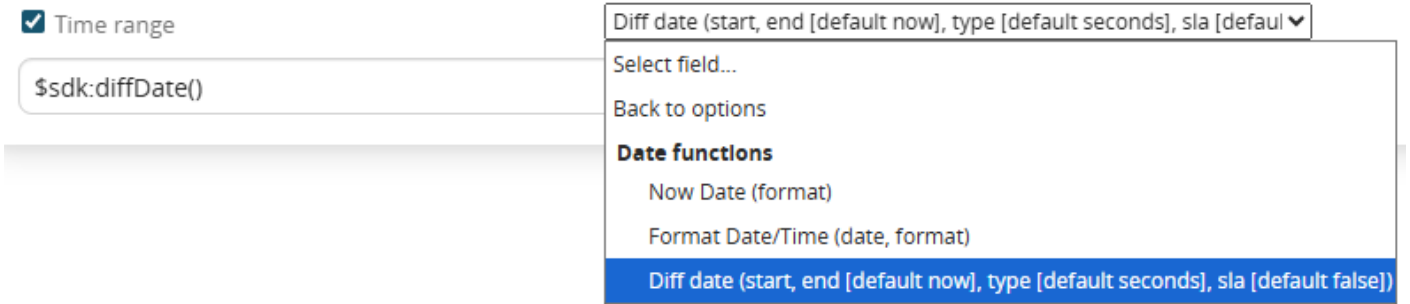 Time range
Diff date (start, end [default now], type [default seconds], sla [defaul
$sdk:diffDate()
Select field...
Back to options
Date functions
Now Date (format)
Format Date/Time (date, format)
Diff date (start, end [default now], type [default seconds], sla [default false])